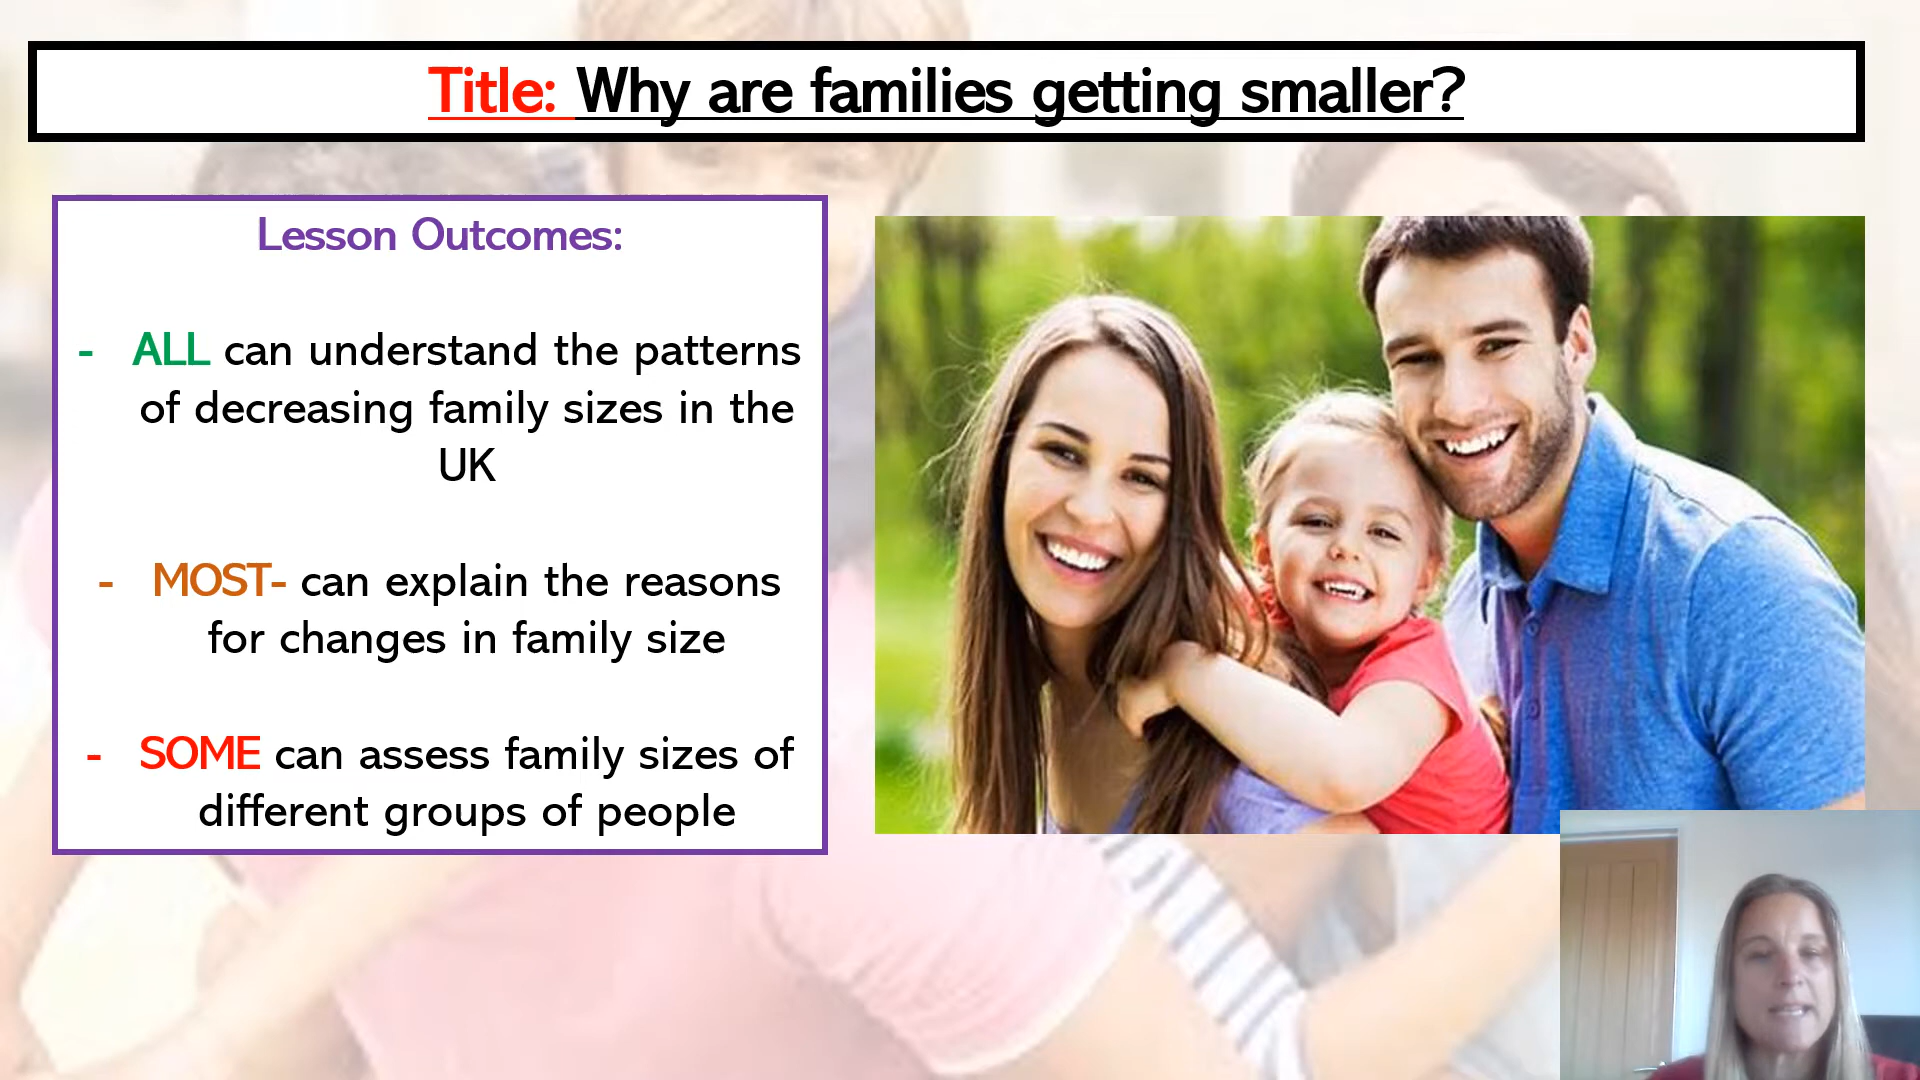 Title: Why are families getting smaller?
Lesson Outcomes:
- ALL can understand the patterns
of decreasing family sizes in the
UK
- MOST- can explain the reasons
for changes in family size
- SOME can assess family sizes of
different groups of people